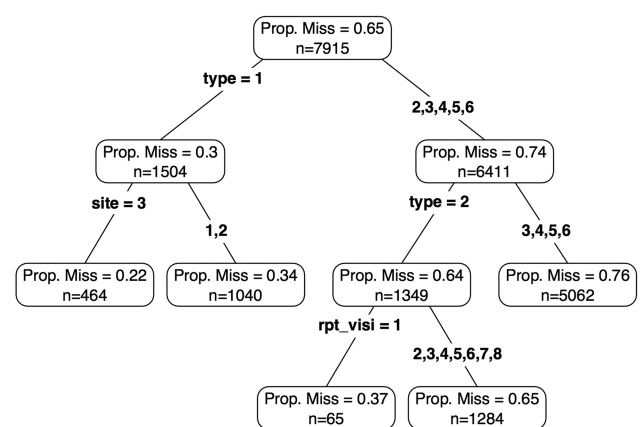 Prop. Miss = 0.65
n=7915
type = 1
2,3,4,5,6
Prop. Miss = 0.3
n=1504
Prop. Miss = 0.74
n=6411
site = 3
1,2
type = 2
3,4,5,6
Prop. Miss = 0.22
n=464
Prop. Miss = 0.34
n=1040
Prop. Miss = 0.64
n=1349
Prop. Miss = 0.76
n=5062
rpt_visi = 1
2,3,4,5,6,7,8
Prop. Miss = 0.37
n=65
Prop. Miss = 0.65
n=1284